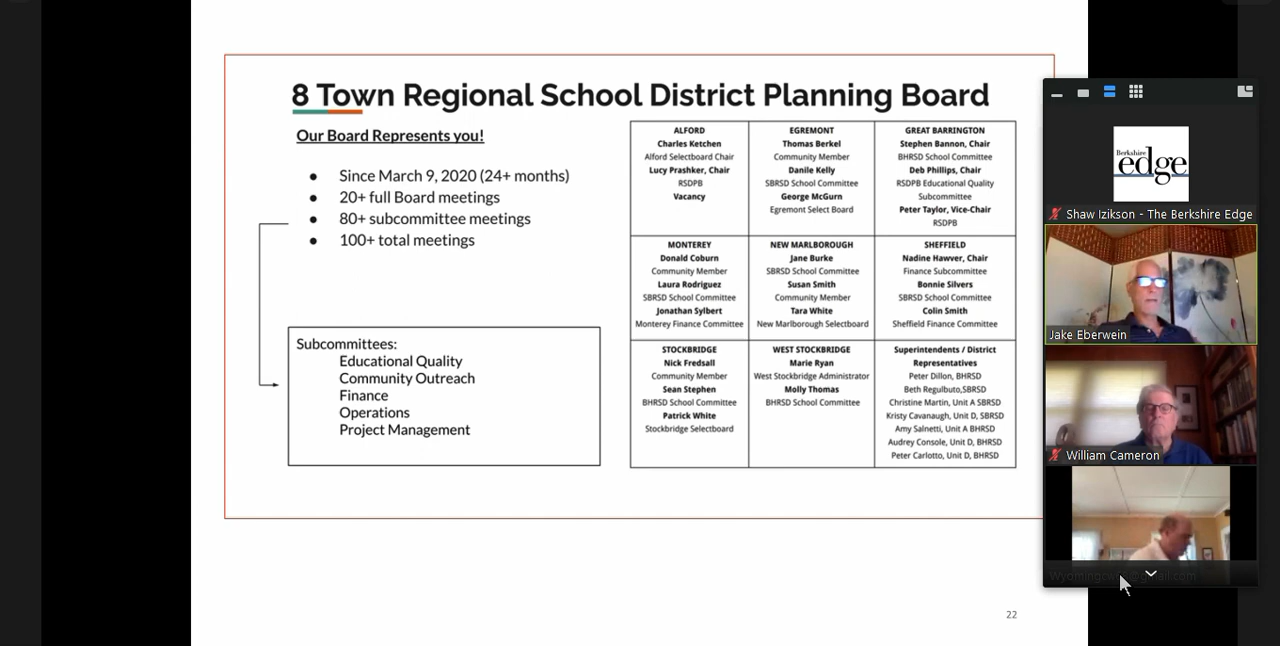 8 Town Regional School District Planning Board
Our Board Represents you!
● Since March 9, 2020 (24+ months)
● 20+ full Board meetings
● 80+ subcommittee meetings
● 100+ total meetings
Subcommittees:
Educational Quality
Community Outreach
Finance
Operations
Project Management
ALFORD
Charles Ketchen
Alford Selectboard Chair
Lucy Prashker, Chair
RSDPB
Vacancy
EGREMONT
Thomas Berkel
Community Member
Danile Kelly
SBRSD School Committee
George McGurn
Egremont Select Board
GREAT BARRINGTON
Stephen Bannon, Chair
BHRSD School Committee
Deb Phillips, Chair
RSDPB Educational Quality
Subcommittee
Peter Taylor, Vice-Chair
RSDPB
MONTEREY
Donald Coburn
Community Member
Laura Rodriguez
SBRSD School Committee
Jonathan Sylbert
Monterey Finance Committee
NEW MARLBOROUGH
Jane Burke
SBRSD School Committee
Susan Smith
Community Member
Tara White
New Marlborough Selectboard
SHEFFIELD
Nadine Hawver, Chair
Finance Subcommittee
Bonnie Silvers
SBRSD School Committee
Colin Smith
Sheffield Finance Committee
STOCKBRIDGE
Nick Fredsall
Community Member
Sean Stephen
BHRSD School Committee
Patrick White
Stockbridge Selectboard
WEST STOCKBRIDGE
Marie Ryan
West Stockbridge Administrator
Molly Thomas
BHRSD School Committee
Superintendents / District
Representatives
Peter Dillon, BHRSD
Beth Regulbuto,SBRSD
Christine Martin, Unit A SBRSD
Kristy Cavanaugh, Unit D, SBRSD
Amy Salnetti, Unit A BHRSD
Audrey Console, Unit D, BHRSD
Peter Carlotto, Unit D, BHRSD
22
Berkshire
edge
Shaw Izikson - The Berkshire Edge
Jake Eberwein
William Cameron